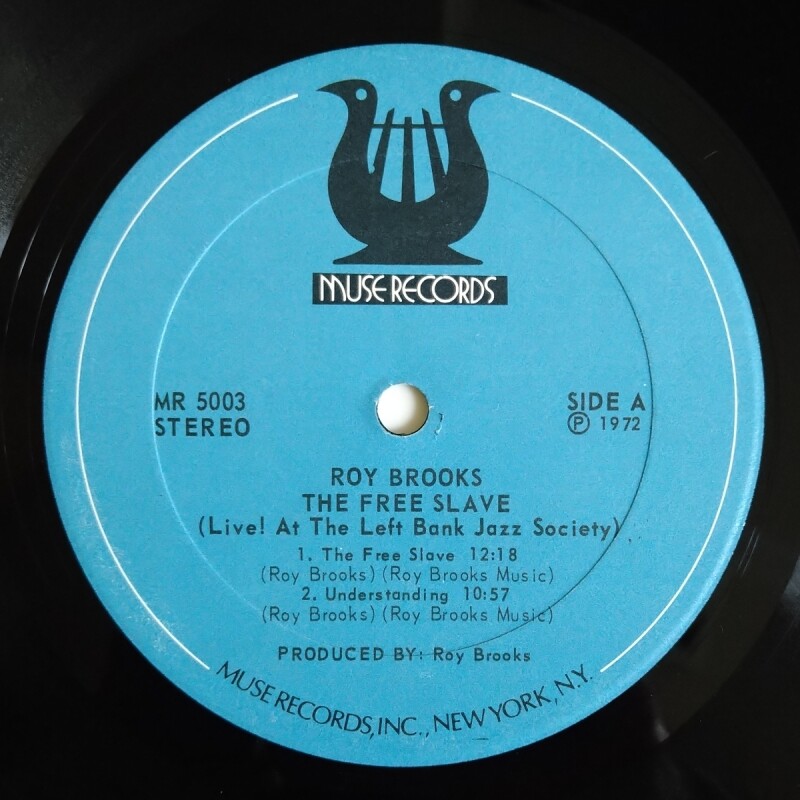 MUSE RECORDS
MR 5003
STEREO
SIDE A
Ⓟ 1972
ROY BROOKS
THE FREE SLAVE
(Live! At The Left Bank Jazz Society)
1. The Free Slave 12:18
(Roy Brooks) (Roy Brooks Music)
2. Understanding 10:57
(Roy Brooks) (Roy Brooks Music)
PRODUCED BY: Roy Brooks
MUSE RECORDS, INC., NEW YORK, N.Y.